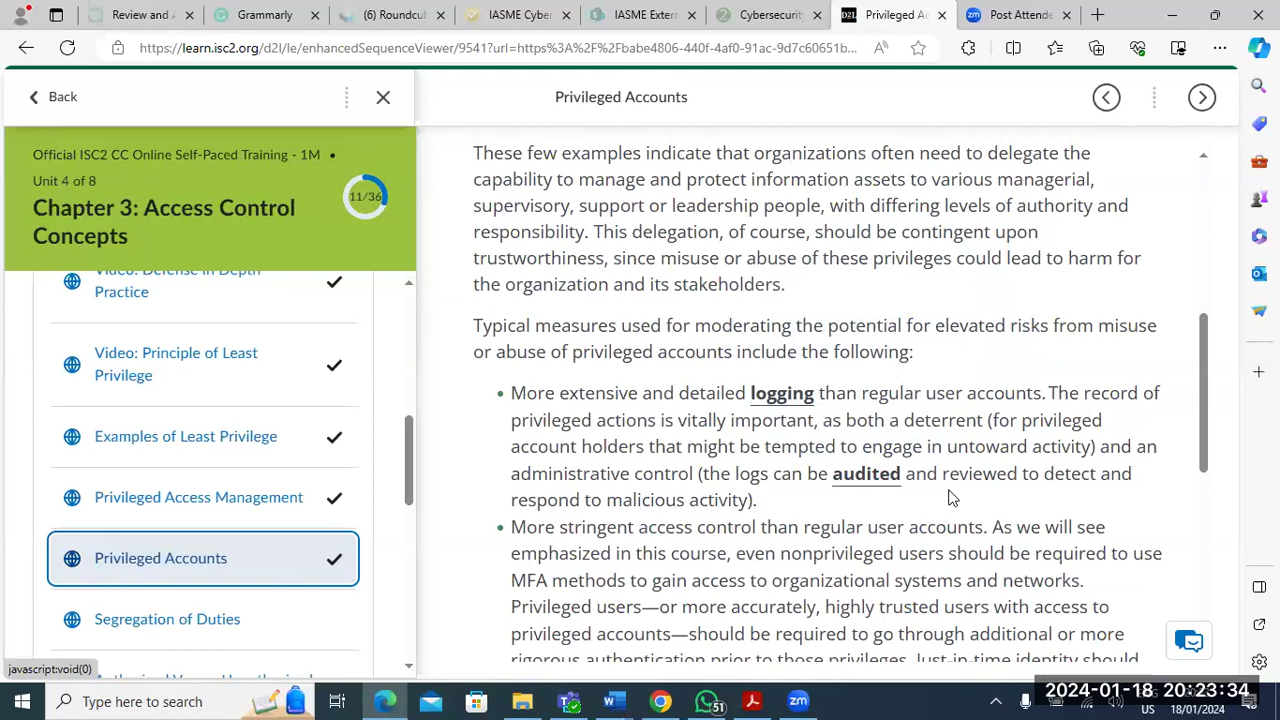 Review and A
Grammarly
(6) Roundcu
IASME Cyber
IASME Exter
Cybersecurity
D2L
Privileged Ac
Post Attende
https://learn.isc2.org/d2l/le/enhancedSequenceViewer/9541?url=https%3A%2F%2Fbabe4806-440f-4af0-91ac-9d7c60651b...
Back
Privileged Accounts
Official ISC2 CC Online Self-Paced Training - 1M •
Unit 4 of 8
Chapter 3: Access Control
Concepts
11/36
Video: Defense in Depth
Practice
Video: Principle of Least
Privilege
Examples of Least Privilege
Privileged Access Management
Privileged Accounts
Segregation of Duties
These few examples indicate that organizations often need to delegate the
capability to manage and protect information assets to various managerial,
supervisory, support or leadership people, with differing levels of authority and
responsibility. This delegation, of course, should be contingent upon
trustworthiness, since misuse or abuse of these privileges could lead to harm for
the organization and its stakeholders.
Typical measures used for moderating the potential for elevated risks from misuse
or abuse of privileged accounts include the following:
• More extensive and detailed logging than regular user accounts. The record of
privileged actions is vitally important, as both a deterrent (for privileged
account holders that might be tempted to engage in untoward activity) and an
administrative control (the logs can be audited and reviewed to detect and
respond to malicious activity).
• More stringent access control than regular user accounts. As we will see
emphasized in this course, even nonprivileged users should be required to use
MFA methods to gain access to organizational systems and networks.
Privileged users—or more accurately, highly trusted users with access to
privileged accounts—should be required to go through additional or more
rigorous authentication prior to those privileges. Just-in-time identity should
javascript:void(0)
Type here to search
51
2024-01-18 20:23:34
US
18/01/2024